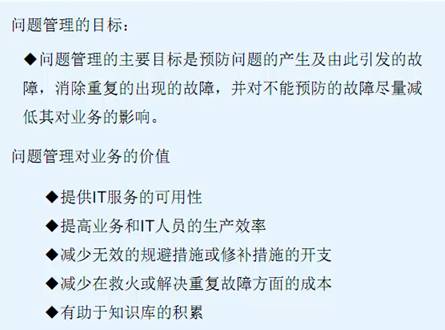 问题管理的目标：
◆问题管理的主要目标是预防问题的产生及由此引发的故
障，消除重复的出现的故障，并对不能预防的故障尽量减
低其对业务的影响。
问题管理对业务的价值
◆提供IT服务的可用性
◆提高业务和IT人员的生产效率
◆减少无效的规避措施或修补措施的开支
◆减少在救火或解决重复故障方面的成本
◆有助于知识库的积累